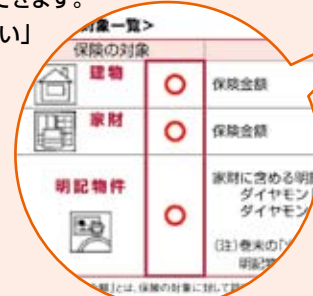 できます。
い」
対象一覧>
保険の対象
建物
保険金額
家財
保険金額
明記物件
家財に含める明
ダイヤモン
ダイヤモン
(注)巻末の「
明記物
額」とは、保険の対象に対して